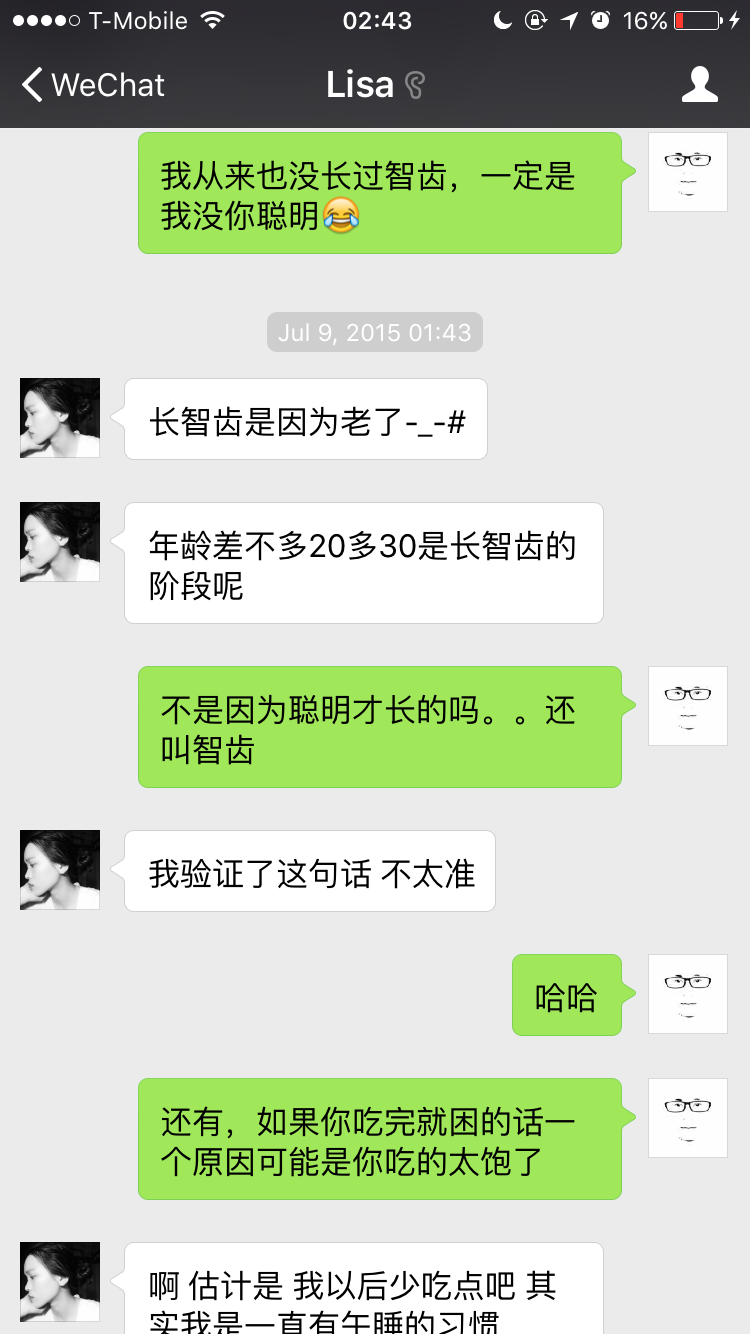 T-Mobile 02:43 16%
WeChat Lisa
我从来也没长过智齿，一定是
我没你聪明😂
Jul 9, 2015 01:43
长智齿是因为老了-_-#
年龄差不多20多30是长智齿的
阶段呢
不是因为聪明才长的吗。。还
叫智齿
我验证了这句话 不太准
哈哈
还有，如果你吃完就困的话一
个原因可能是你吃的太饱了
啊 估计是 我以后少吃点吧 其
实我是一直有午睡的习惯